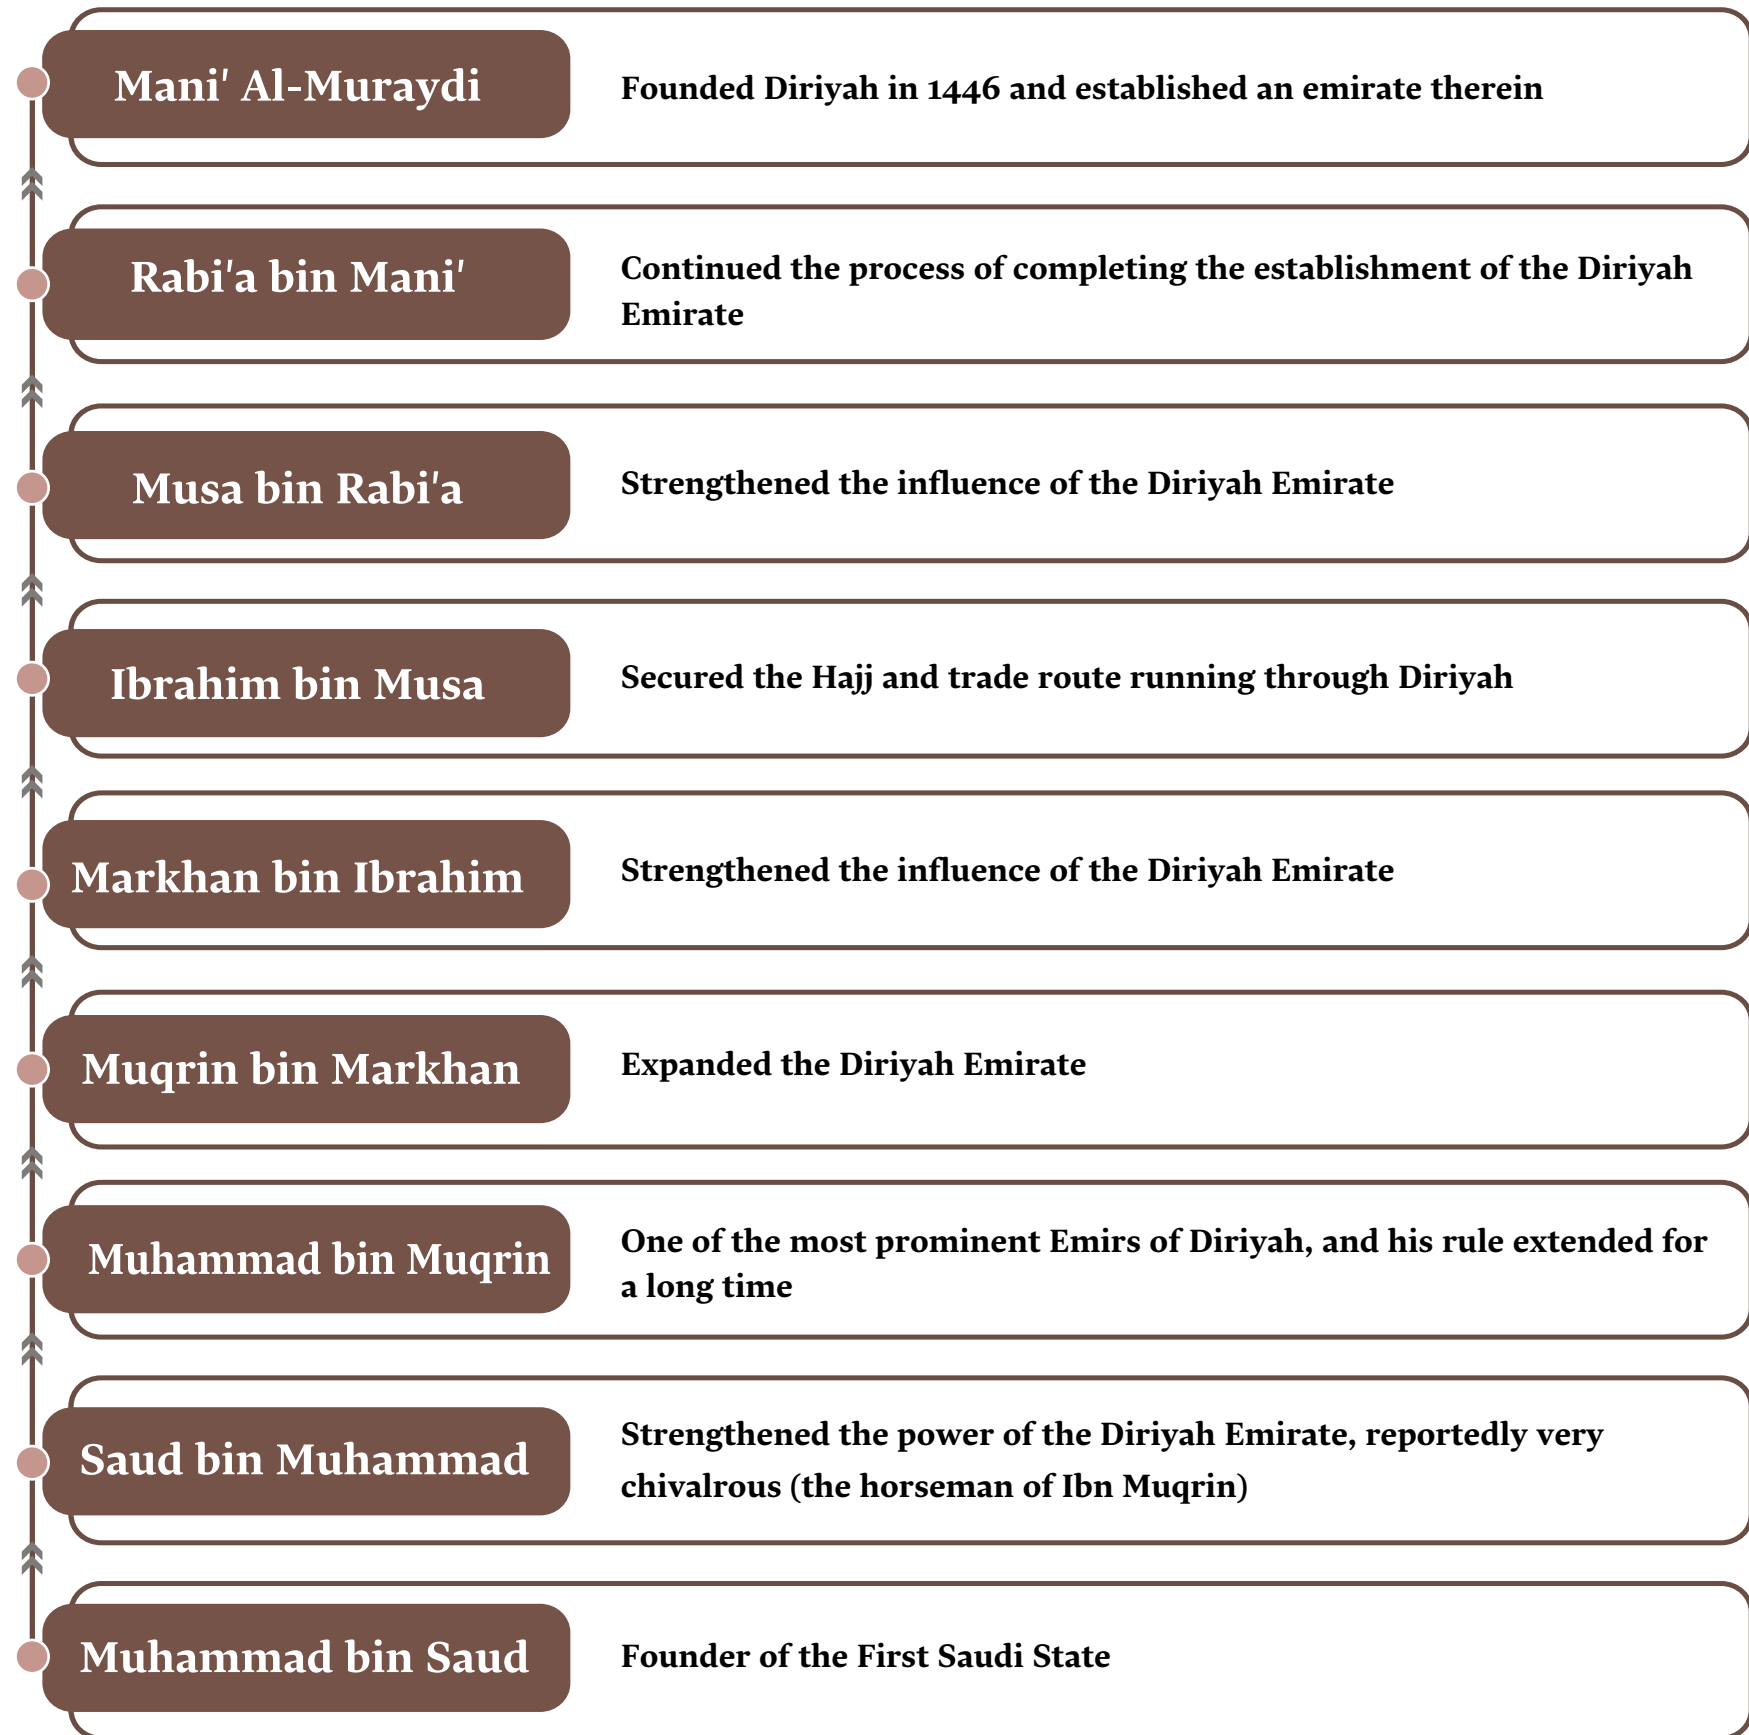 Mani' Al-Muraydi
Founded Diriyah in 1446 and established an emirate therein
Rabi'a bin Mani'
Continued the process of completing the establishment of the Diriyah
Emirate
Musa bin Rabi'a
Strengthened the influence of the Diriyah Emirate
Ibrahim bin Musa
Secured the Hajj and trade route running through Diriyah
Markhan bin Ibrahim
Strengthened the influence of the Diriyah Emirate
Muqrin bin Markhan
Expanded the Diriyah Emirate
Muhammad bin Muqrin
One of the most prominent Emirs of Diriyah, and his rule extended for
a long time
Saud bin Muhammad
Strengthened the power of the Diriyah Emirate, reportedly very
chivalrous (the horseman of Ibn Muqrin)
Muhammad bin Saud
Founder of the First Saudi State